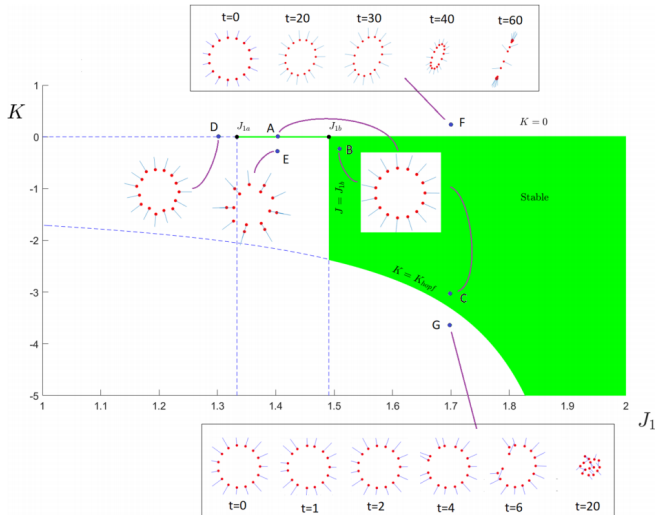 t=0 t=20 t=30 t=40 t=60
K
1
D J₁ₐ A J₁b F K = 0
0
E B
-1
J = J₁b
Stable
-2
K = K_hopf
-3
C
G
-4
-5
1 1.1 1.2 1.3 1.4 1.5 1.6 1.7 1.8 1.9 2
J₁
t=0 t=1 t=2 t=4 t=6 t=20